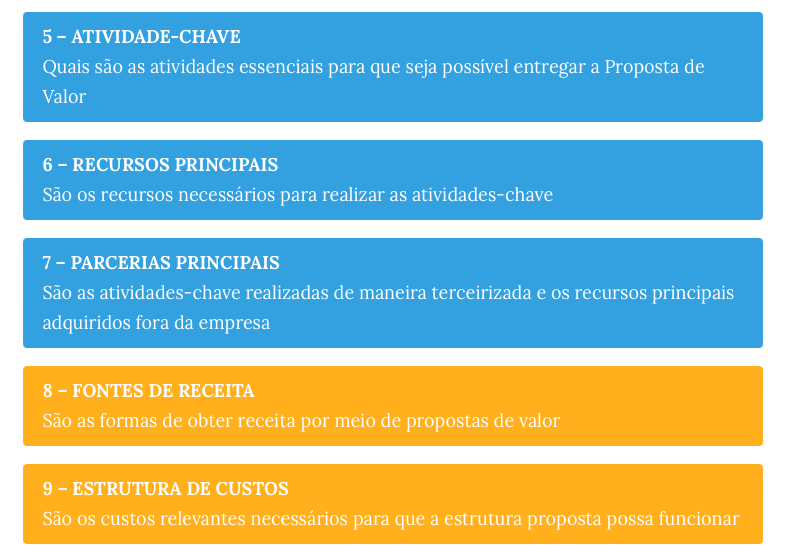 5 – ATIVIDADE-CHAVE
Quais são as atividades essenciais para que seja possível entregar a Proposta de
Valor
6 – RECURSOS PRINCIPAIS
São os recursos necessários para realizar as atividades-chave
7 – PARCERIAS PRINCIPAIS
São as atividades-chave realizadas de maneira terceirizada e os recursos principais
adquiridos fora da empresa
8 – FONTES DE RECEITA
São as formas de obter receita por meio de propostas de valor
9 – ESTRUTURA DE CUSTOS
São os custos relevantes necessários para que a estrutura proposta possa funcionar